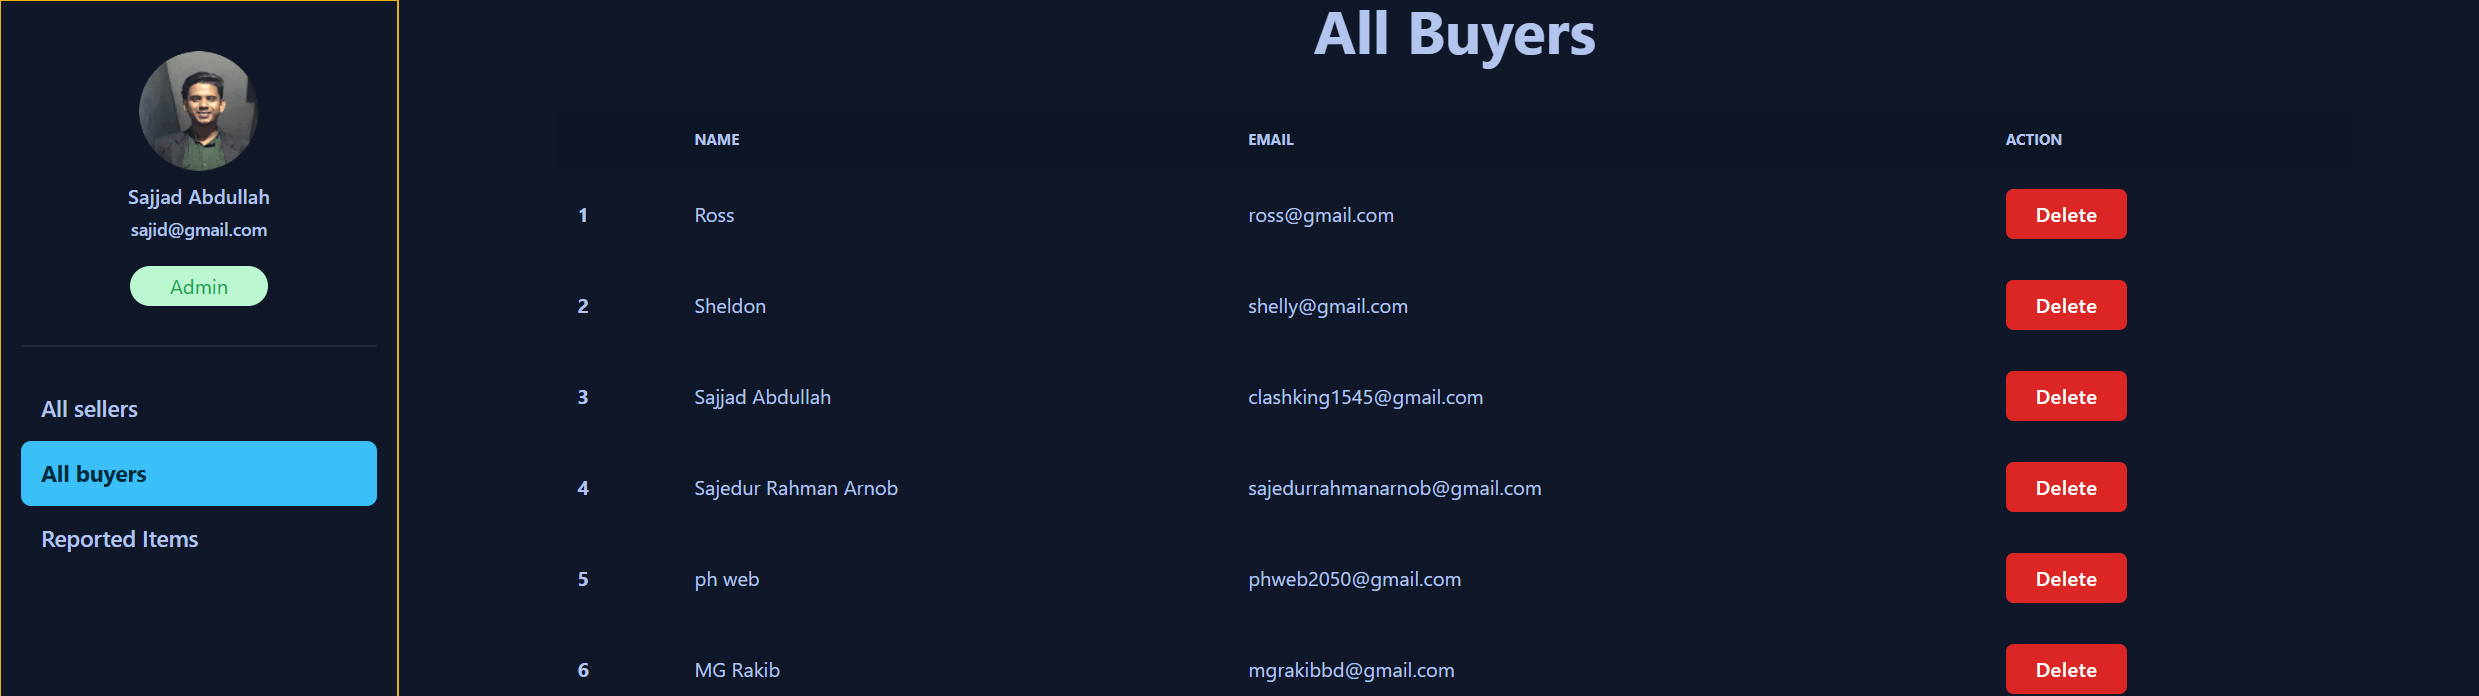 Sajjad Abdullah
sajid@gmail.com
Admin
All sellers
All buyers
Reported Items
All Buyers
NAME EMAIL ACTION
1 Ross ross@gmail.com Delete
2 Sheldon shelly@gmail.com Delete
3 Sajjad Abdullah clashking1545@gmail.com Delete
4 Sajedur Rahman Arnob sajedurrahmanarnob@gmail.com Delete
5 ph web phweb2050@gmail.com Delete
6 MG Rakib mgrakibbd@gmail.com Delete